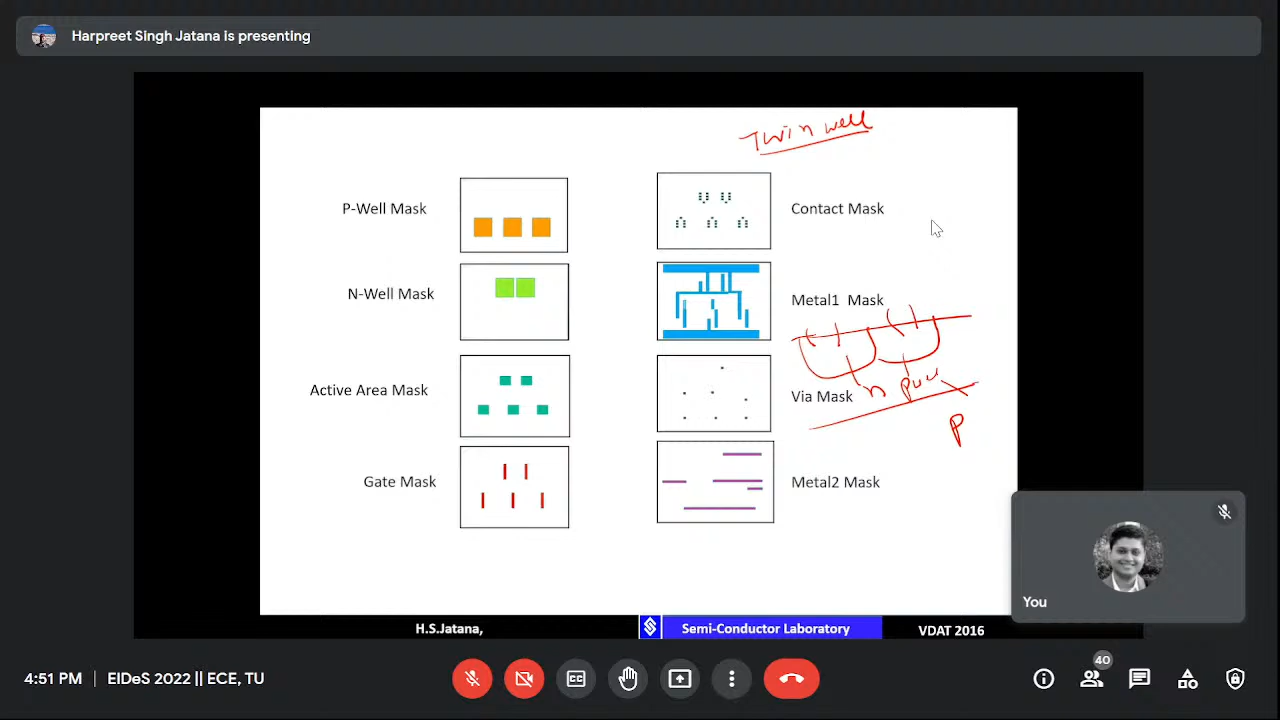 Harpreet Singh Jatana is presenting
Twin well
P-Well Mask
Contact Mask
N-Well Mask
Metal1 Mask
Active Area Mask
Via Mask
n
P
Gate Mask
Metal2 Mask
You
H.S.Jatana,
Semi-Conductor Laboratory
VDAT 2016
4:51 PM | EIDeS 2022 || ECE, TU
CC
40